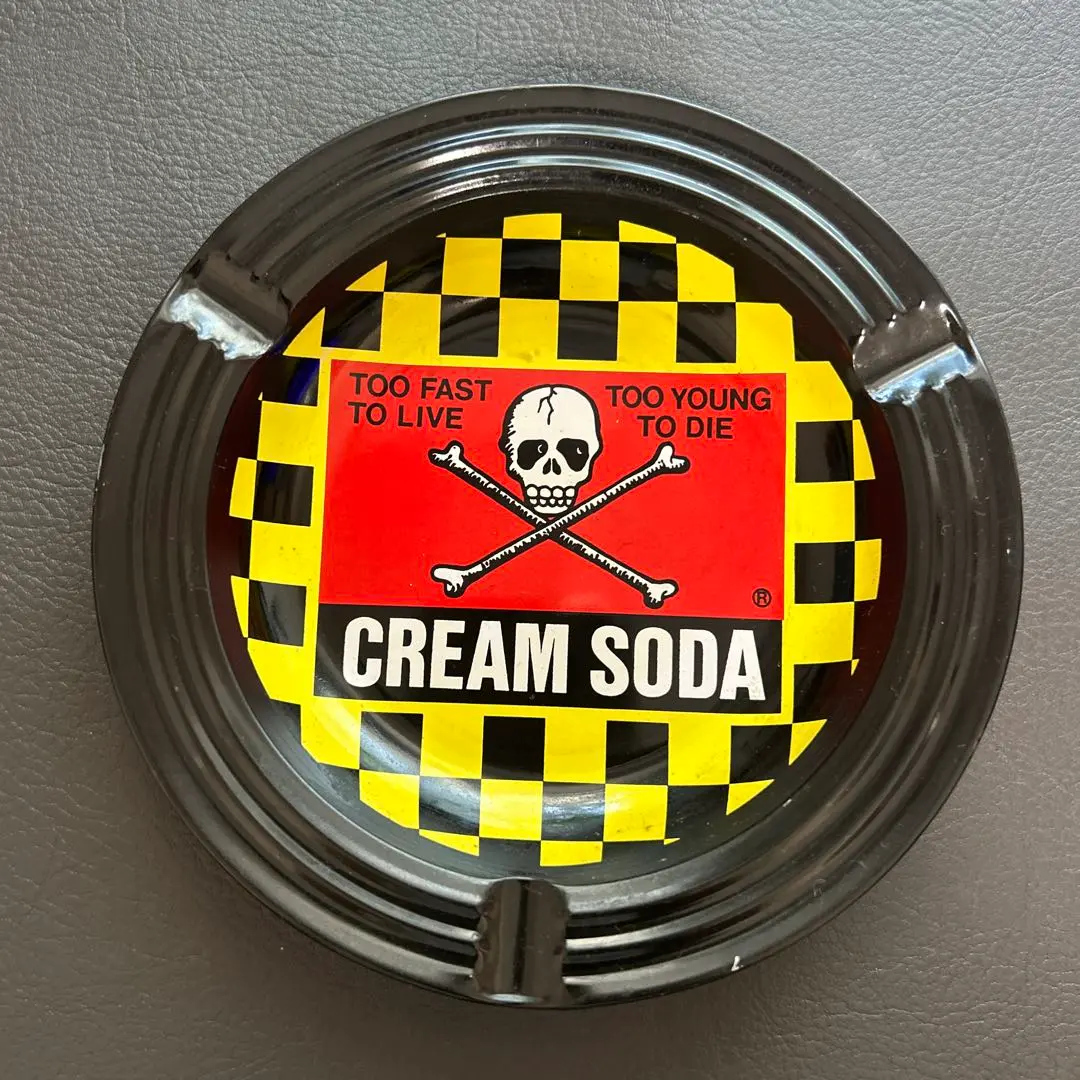 TOO FAST
TO LIVE
TOO YOUNG
TO DIE
®
CREAM SODA